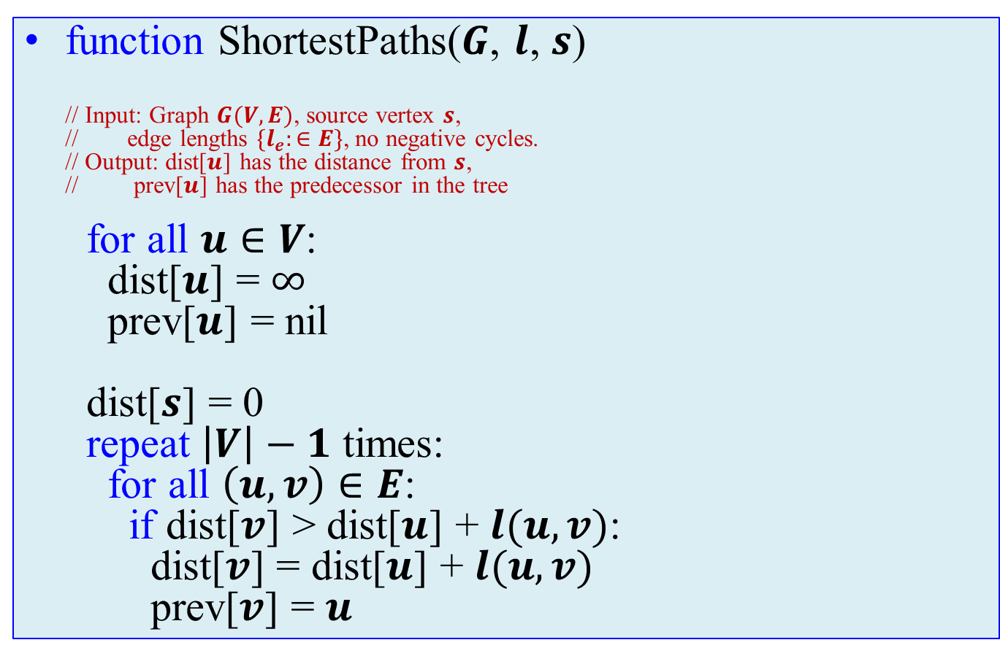 • function ShortestPaths(G, l, s)
// Input: Graph G(V, E), source vertex s,
// edge lengths {lₑ: ∈ E}, no negative cycles.
// Output: dist[u] has the distance from s,
// prev[u] has the predecessor in the tree
for all u ∈ V:
dist[u] = ∞
prev[u] = nil
dist[s] = 0
repeat |V| − 1 times:
for all (u, v) ∈ E:
if dist[v] > dist[u] + l(u, v):
dist[v] = dist[u] + l(u, v)
prev[v] = u